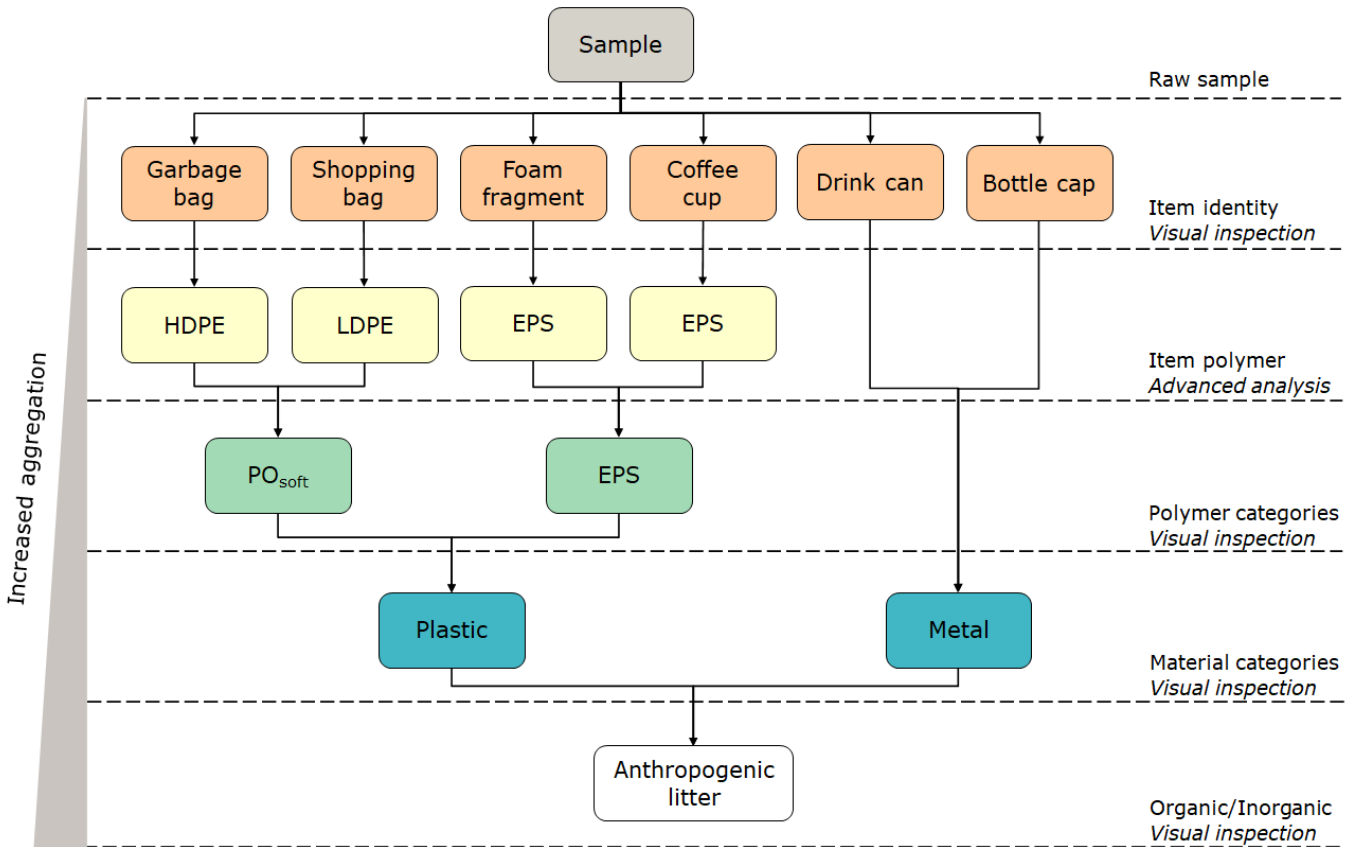 Sample
Raw sample
Garbage
bag
Shopping
bag
Foam
fragment
Coffee
cup
Drink can
Bottle cap
Item identity
Visual inspection
HDPE
LDPE
EPS
EPS
Item polymer
Advanced analysis
Increased aggregation
POsoft
EPS
Polymer categories
Visual inspection
Plastic
Metal
Material categories
Visual inspection
Anthropogenic
litter
Organic/Inorganic
Visual inspection